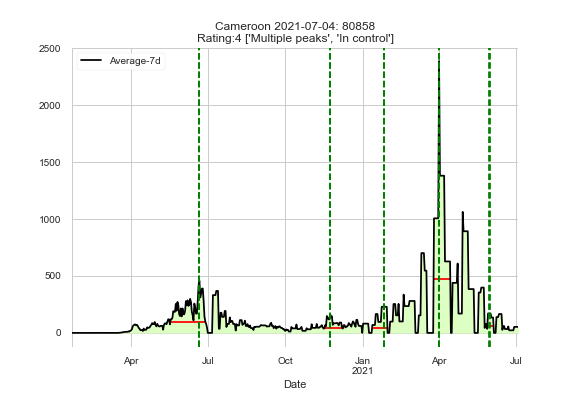 Cameroon 2021-07-04: 80858
Rating:4 ['Multiple peaks', 'In control']
Average-7d
2500
2000
1500
1000
500
0
Apr Jul Oct Jan Apr Jul
2021
Date